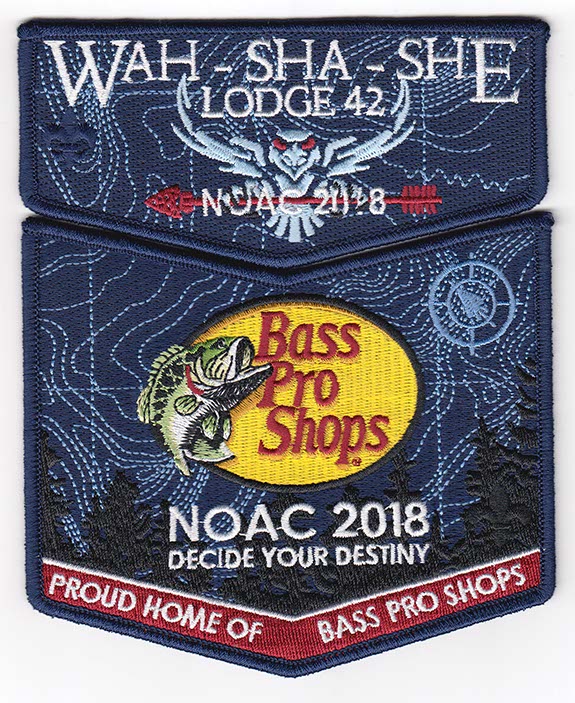 WAH - SHA - SHE
LODGE 42
NOAC 2018
Bass
Pro
Shops
NOAC 2018
DECIDE YOUR DESTINY
PROUD HOME OF BASS PRO SHOPS